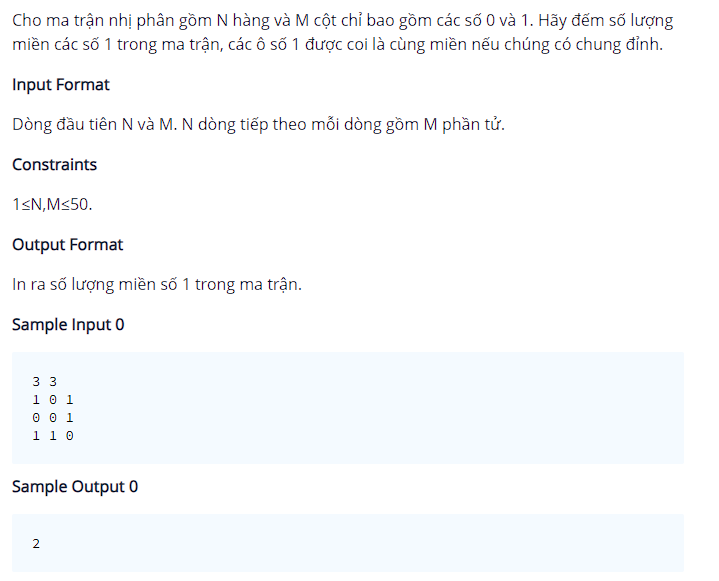 Cho ma trận nhị phân gồm N hàng và M cột chỉ bao gồm các số 0 và 1. Hãy đếm số lượng
miền các số 1 trong ma trận, các ô số 1 được coi là cùng miền nếu chúng có chung đỉnh.
Input Format
Dòng đầu tiên N và M. N dòng tiếp theo mỗi dòng gồm M phần tử.
Constraints
1≤N,M≤50.
Output Format
In ra số lượng miền số 1 trong ma trận.
Sample Input 0
3 3
1 0 1
0 0 1
1 1 0
Sample Output 0
2